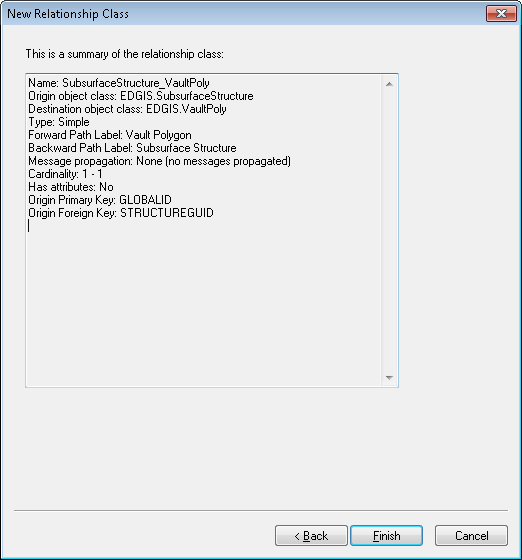 New Relationship Class
This is a summary of the relationship class:
Name: SubsurfaceStructure_VaultPoly
Origin object class: EDGIS.SubsurfaceStructure
Destination object class: EDGIS.VaultPoly
Type: Simple
Forward Path Label: Vault Polygon
Backward Path Label: Subsurface Structure
Message propagation: None (no messages propagated)
Cardinality: 1 - 1
Has attributes: No
Origin Primary Key: GLOBALID
Origin Foreign Key: STRUCTUREGUID
< Back
Finish
Cancel